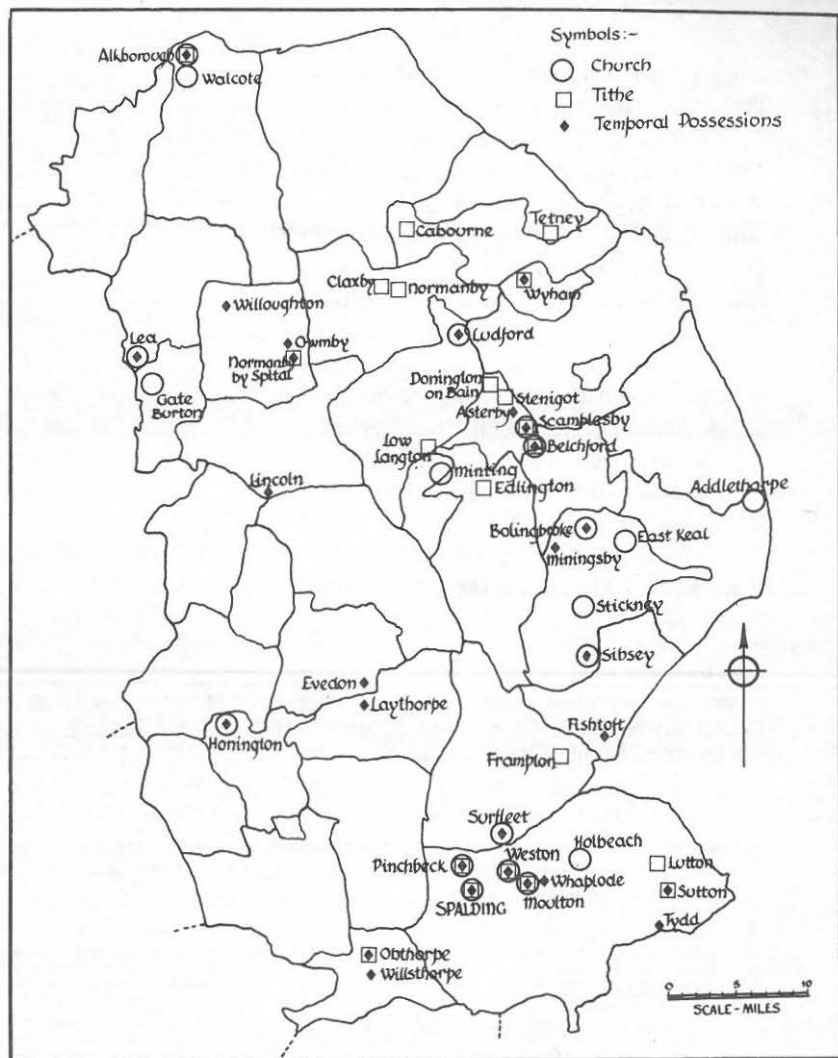 Symbols:-
Church
Tithe
Temporal Possessions
Alkborough
Walcote
Cabourne
Tetney
Claxby
Normanby
Wyham
Willoughton
Ludford
Lea
Owmby
Normanby
by Spital
Gate
Burton
Donington
on Bain
Stenigot
Asterby
Scamblesby
Belchford
Low
Langton
Minting
Edlington
Lincoln
Addlethorpe
Bolingbroke
East Keal
Miningsby
Stickney
Sibsey
Evedon
Laythorpe
Fishtoft
Honington
Frampton
Surfleet
Holbeach
Weston
Lutton
Pinchbeck
Whaplode
Sutton
SPALDING
Moulton
Tydd
Obthorpe
Willsthorpe
0 5 10
SCALE - MILES